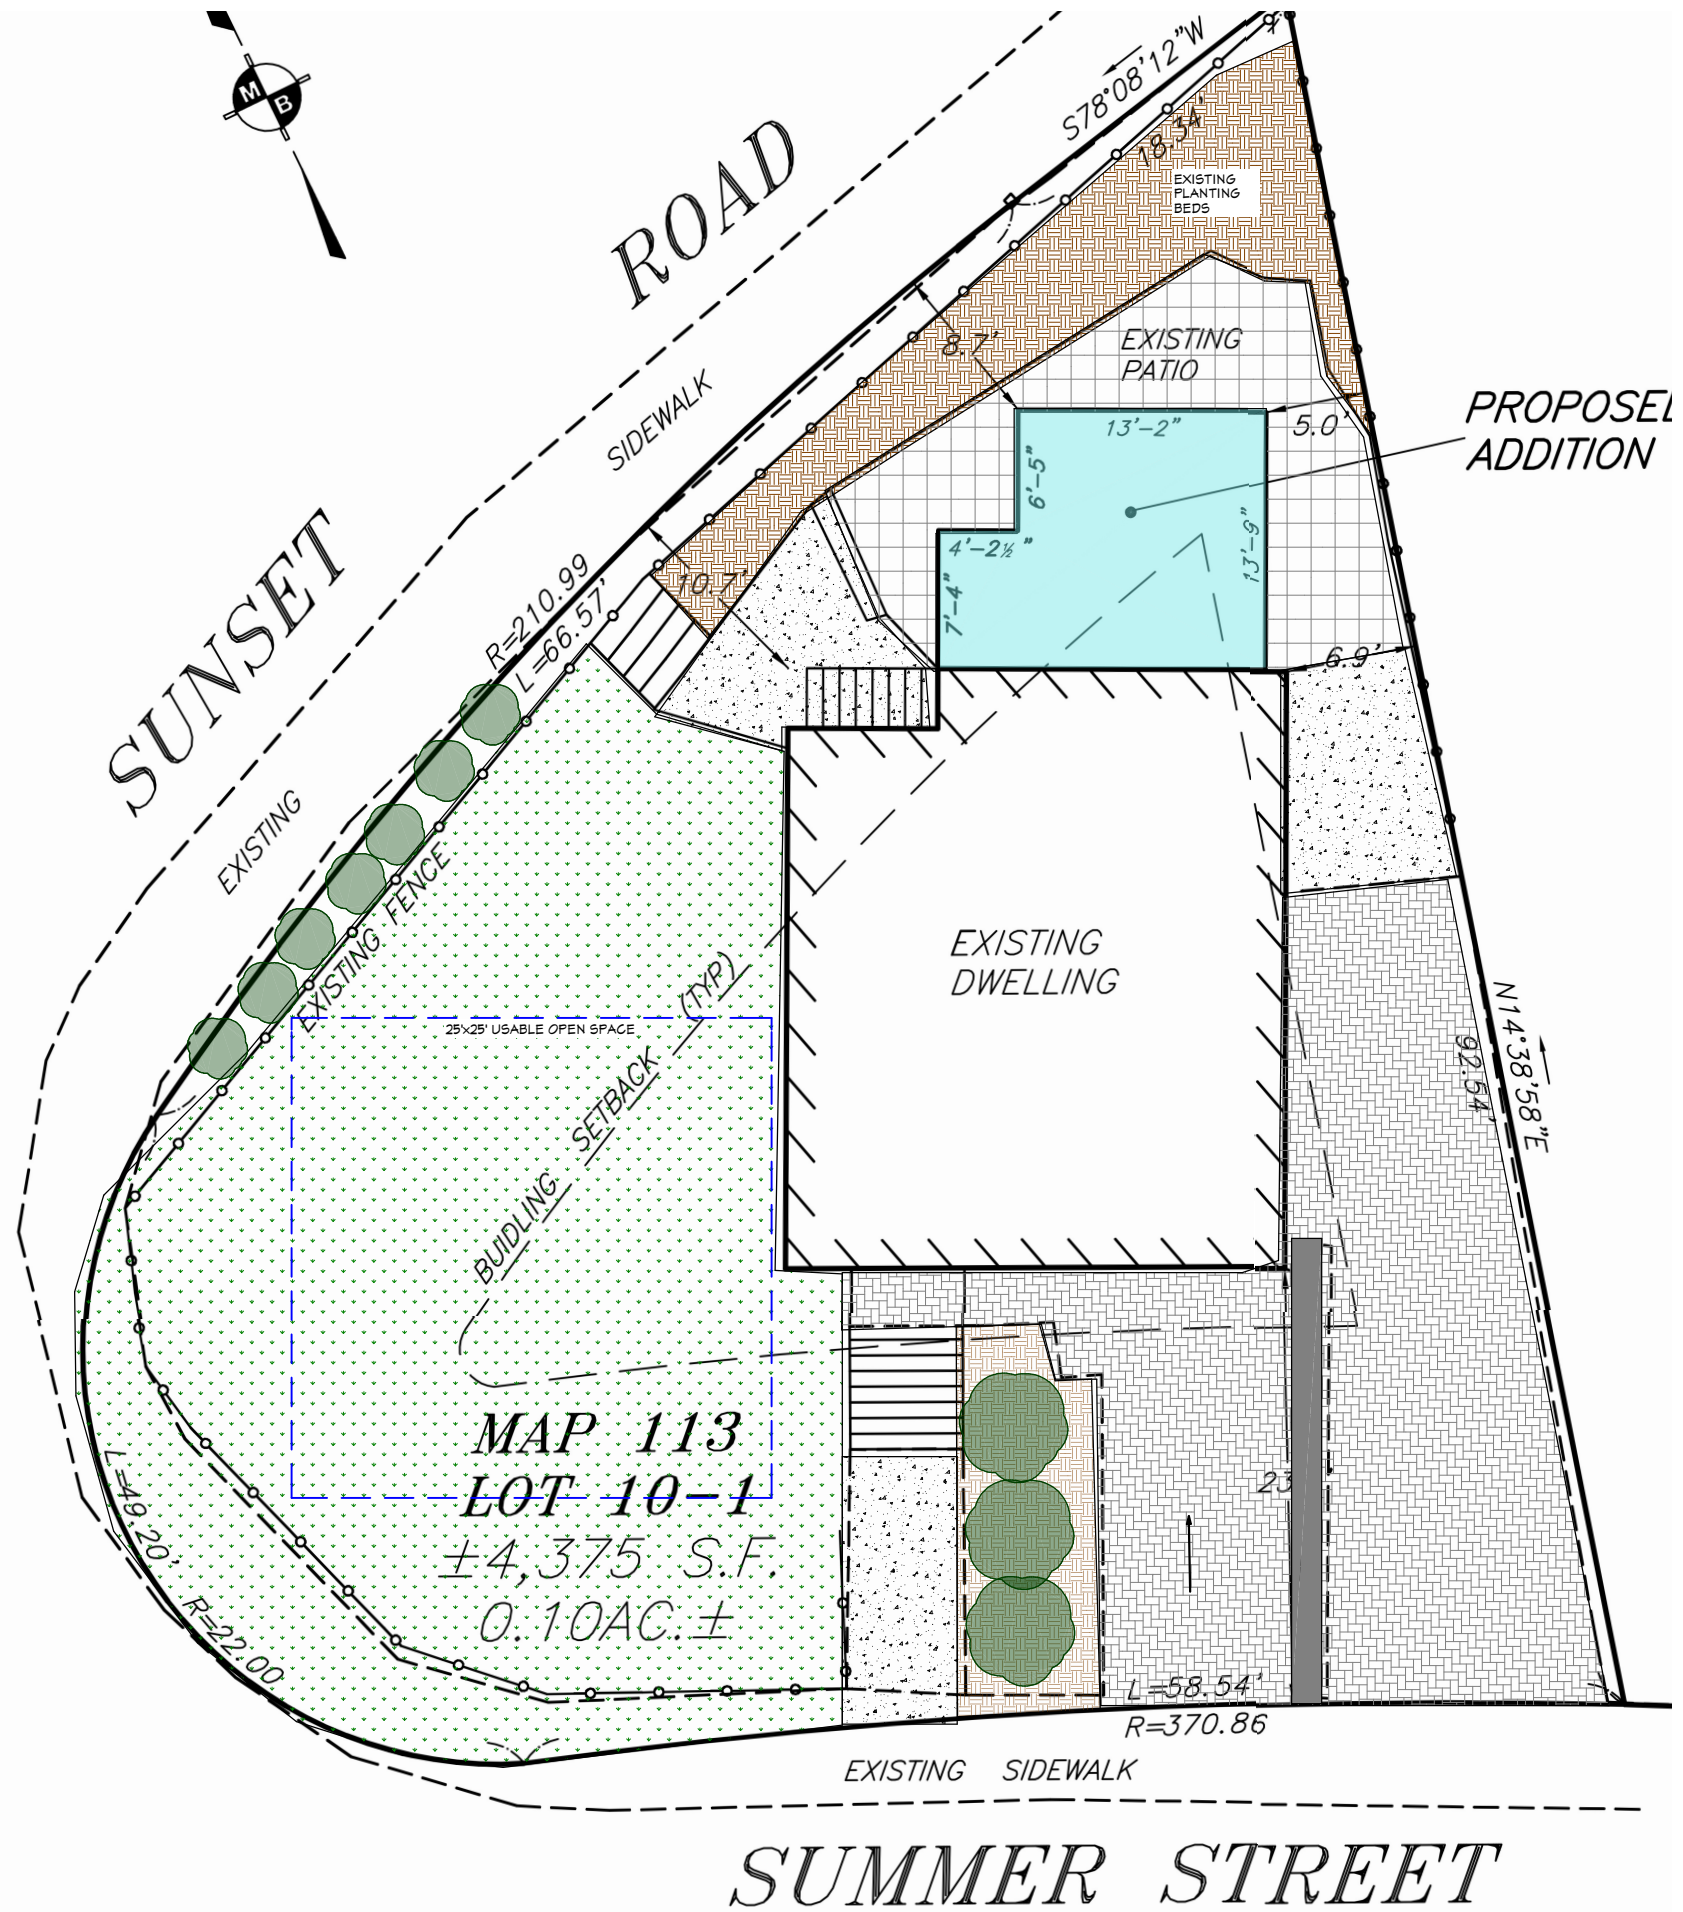 M
B
ROAD
S78°08'12"W
18.34'
EXISTING
PLANTING
BEDS
8.7'
EXISTING
PATIO
SIDEWALK
13'-2"
5.0'
PROPOSED
ADDITION
6'-5"
4'-2½"
13'-9"
10.7'
7'-4"
SUNSET
R=210.99
L=66.57'
6.9'
EXISTING
EXISTING FENCE
EXISTING
DWELLING
25'x25' USABLE OPEN SPACE
BUIDLING SETBACK (TYP)
N14°38'58"E
92.54'
MAP 113
LOT 10-1
±4,375 S.F.
0.10AC.±
23
L=49.20'
R=22.00
L=58.54'
R=370.86
EXISTING SIDEWALK
SUMMER STREET